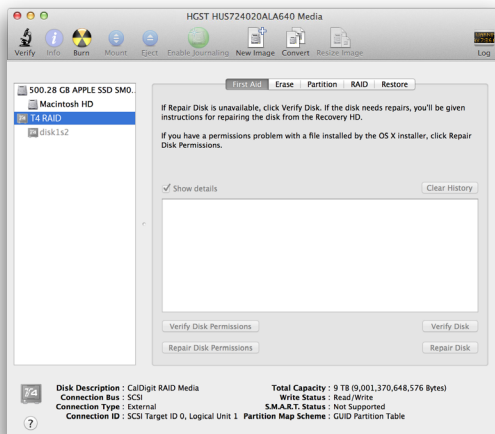 HGST HUS724020ALA640 Media
Verify Info Burn Mount Eject Enable Journaling New Image Convert Resize Image Log
First Aid Erase Partition RAID Restore
500.28 GB APPLE SSD SM0...
Macintosh HD
T4 RAID
disk1s2
If Repair Disk is unavailable, click Verify Disk. If the disk needs repairs, you'll be given
instructions for repairing the disk from the Recovery HD.
If you have a permissions problem with a file installed by the OS X installer, click Repair
Disk Permissions.
Show details
Clear History
Verify Disk Permissions
Verify Disk
Repair Disk Permissions
Repair Disk
Disk Description : CalDigit RAID Media
Connection Bus : SCSI
Connection Type : External
Connection ID : SCSI Target ID 0, Logical Unit 1
Total Capacity : 9 TB (9,001,370,648,576 Bytes)
Write Status : Read/Write
S.M.A.R.T. Status : Not Supported
Partition Map Scheme : GUID Partition Table
?